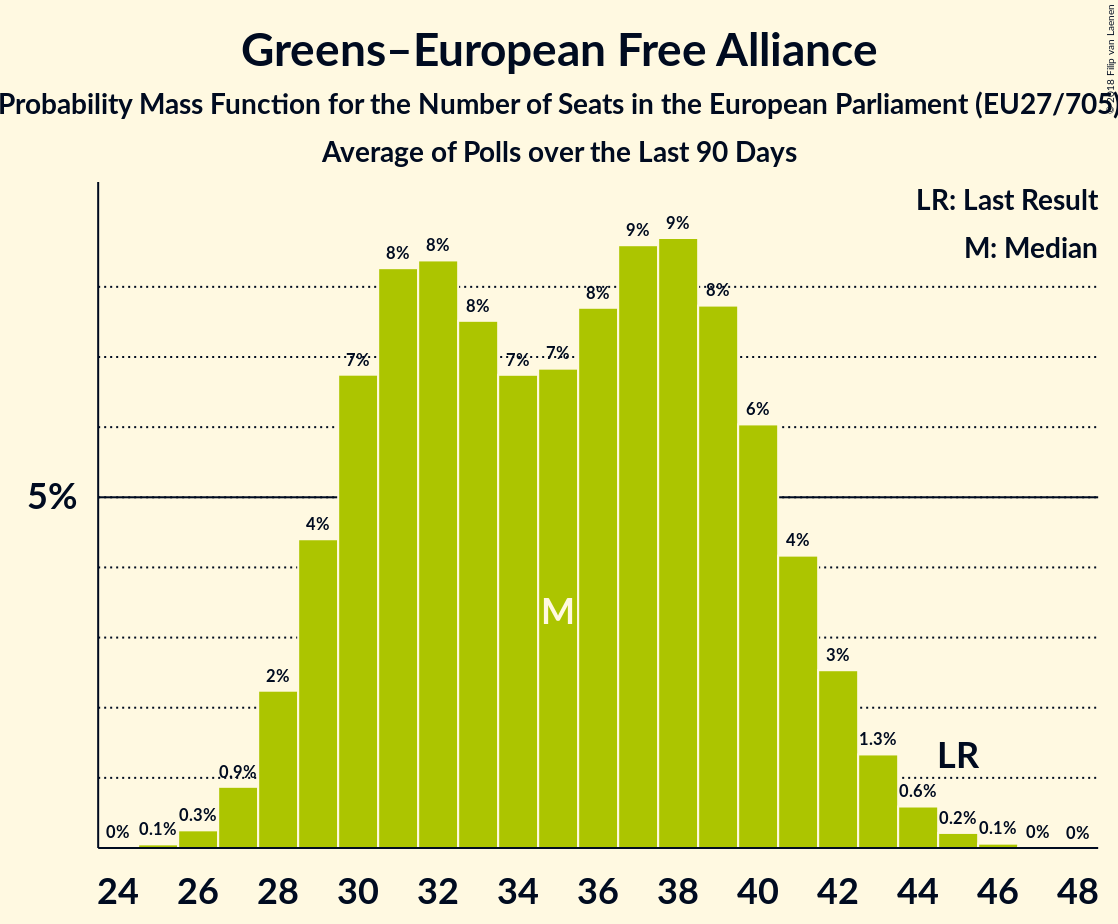 Greens–European Free Alliance
Probability Mass Function for the Number of Seats in the European Parliament (EU27/705)
Average of Polls over the Last 90 Days
© 2018 Filip van Laenen
LR: Last Result
M: Median
5%
0% 0.1% 0.3% 0.9% 2% 4% 7% 8% 8% 8% 7% 7% 8% 9% 9% 8% 6% 4% 3% 1.3% 0.6% 0.2% 0.1% 0% 0%
M
LR
24 26 28 30 32 34 36 38 40 42 44 46 48